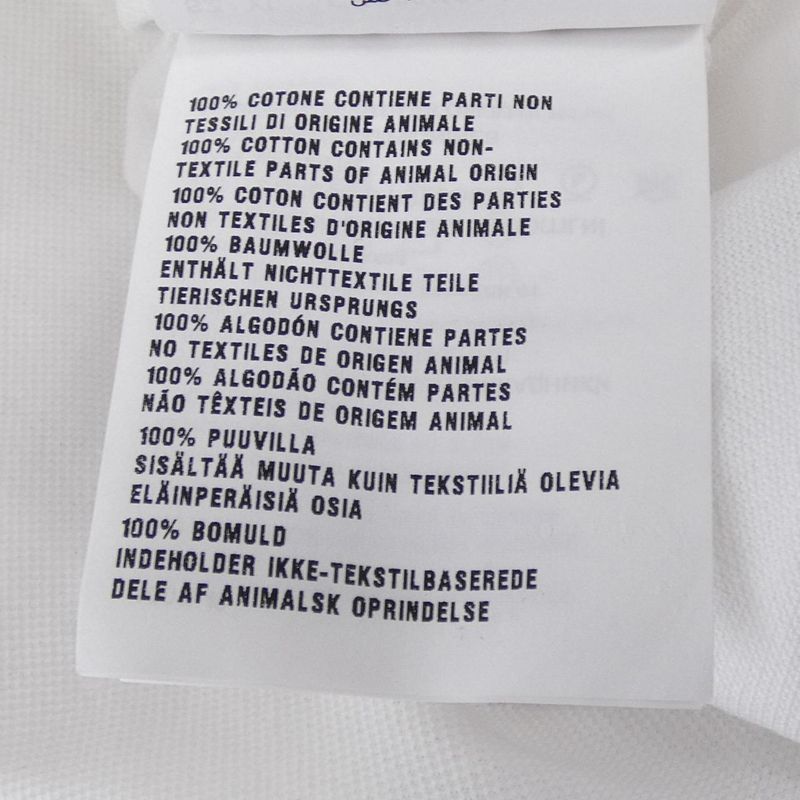 100% COTONE CONTIENE PARTI NON
TESSILI DI ORIGINE ANIMALE
100% COTTON CONTAINS NON-
TEXTILE PARTS OF ANIMAL ORIGIN
100% COTON CONTIENT DES PARTIES
NON TEXTILES D'ORIGINE ANIMALE
100% BAUMWOLLE
ENTHÄLT NICHTTEXTILE TEILE
TIERISCHEN URSPRUNGS
100% ALGODÓN CONTIENE PARTES
NO TEXTILES DE ORIGEN ANIMAL
100% ALGODÃO CONTÉM PARTES
NÃO TÊXTEIS DE ORIGEM ANIMAL
100% PUUVILLA
SISÄLTÄÄ MUUTA KUIN TEKSTIILIÄ OLEVIA
ELÄINPERÄISIÄ OSIA
100% BOMULD
INDEHOLDER IKKE-TEKSTILBASEREDE
DELE AF ANIMALSK OPRINDELSE